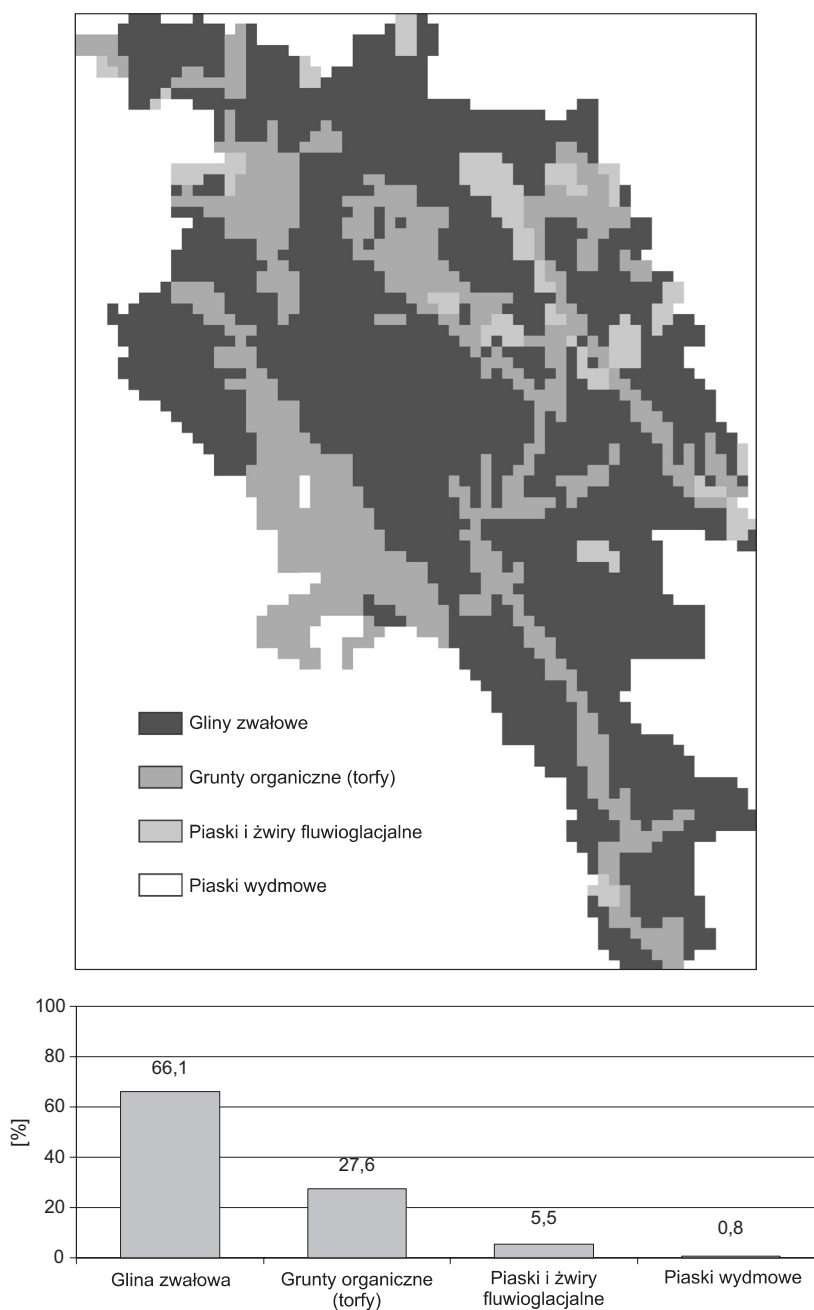 Gliny zwałowe
Grunty organiczne (torfy)
Piaski i żwiry fluwioglacjalne
Piaski wydmowe
100
80
60
40
20
0
[%]
66,1
27,6
5,5
0,8
Glina zwałowa
Grunty organiczne
(torfy)
Piaski i żwiry
fluwioglacjalne
Piaski wydmowe